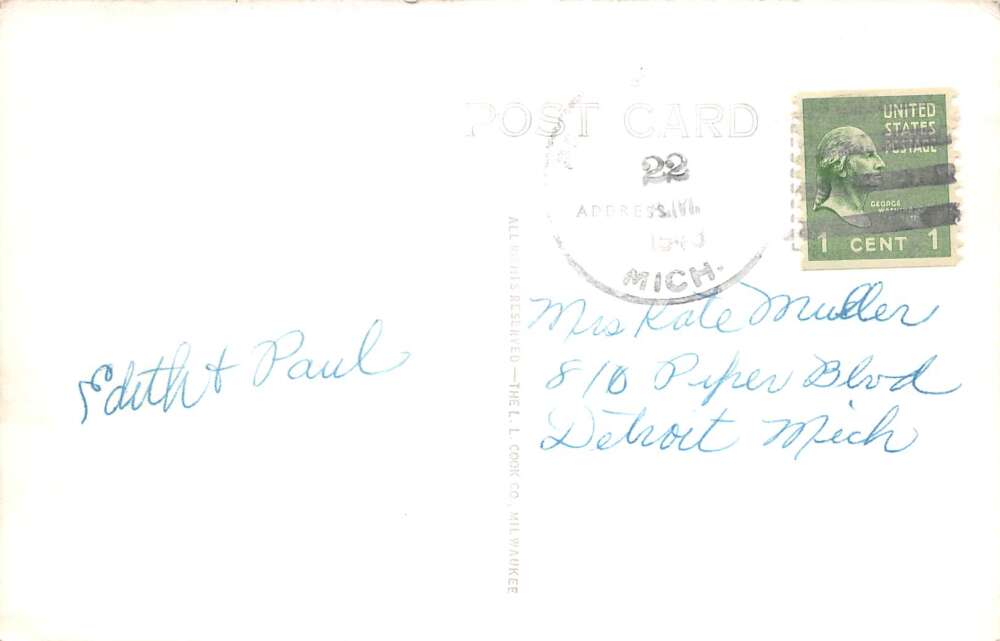 POST CARD
22
ADDRESS
MICH.
UNITED
STATES
POSTAGE
GEORGE
1 CENT 1
ALL RIGHTS RESERVED—THE L. L. COOK CO., MILWAUKEE
Edith + Paul
Mrs Kate Muller
810 Piper Blvd
Detroit Mich